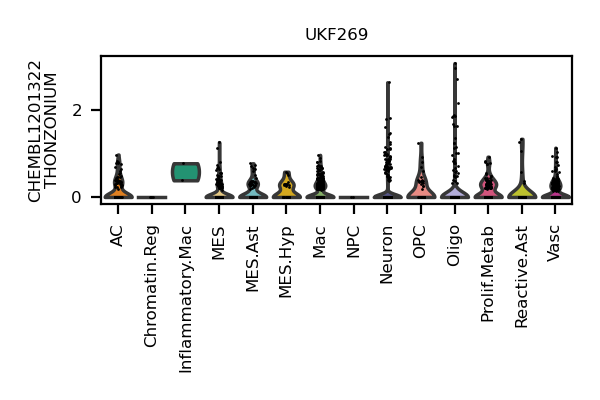 UKF269
CHEMBL1201322
THONZONIUM
2
0
AC
Chromatin.Reg
Inflammatory.Mac
MES
MES.Ast
MES.Hyp
Mac
NPC
Neuron
OPC
Oligo
Prolif.Metab
Reactive.Ast
Vasc